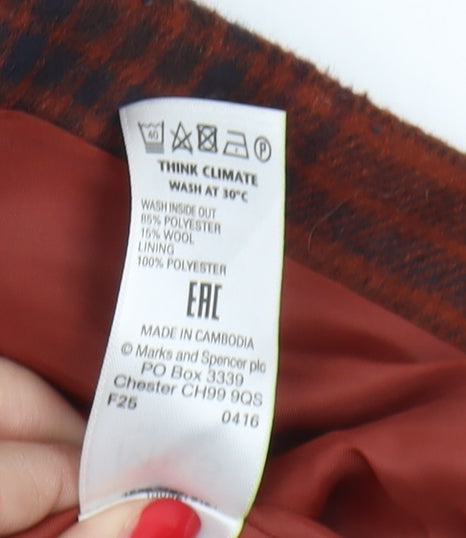 40
P
THINK CLIMATE
WASH AT 30°C
WASH INSIDE OUT
85% POLYESTER
15% WOOL
LINING
100% POLYESTER
EAC
MADE IN CAMBODIA
© Marks and Spencer plc
PO Box 3339
Chester CH99 9QS
F25 0416